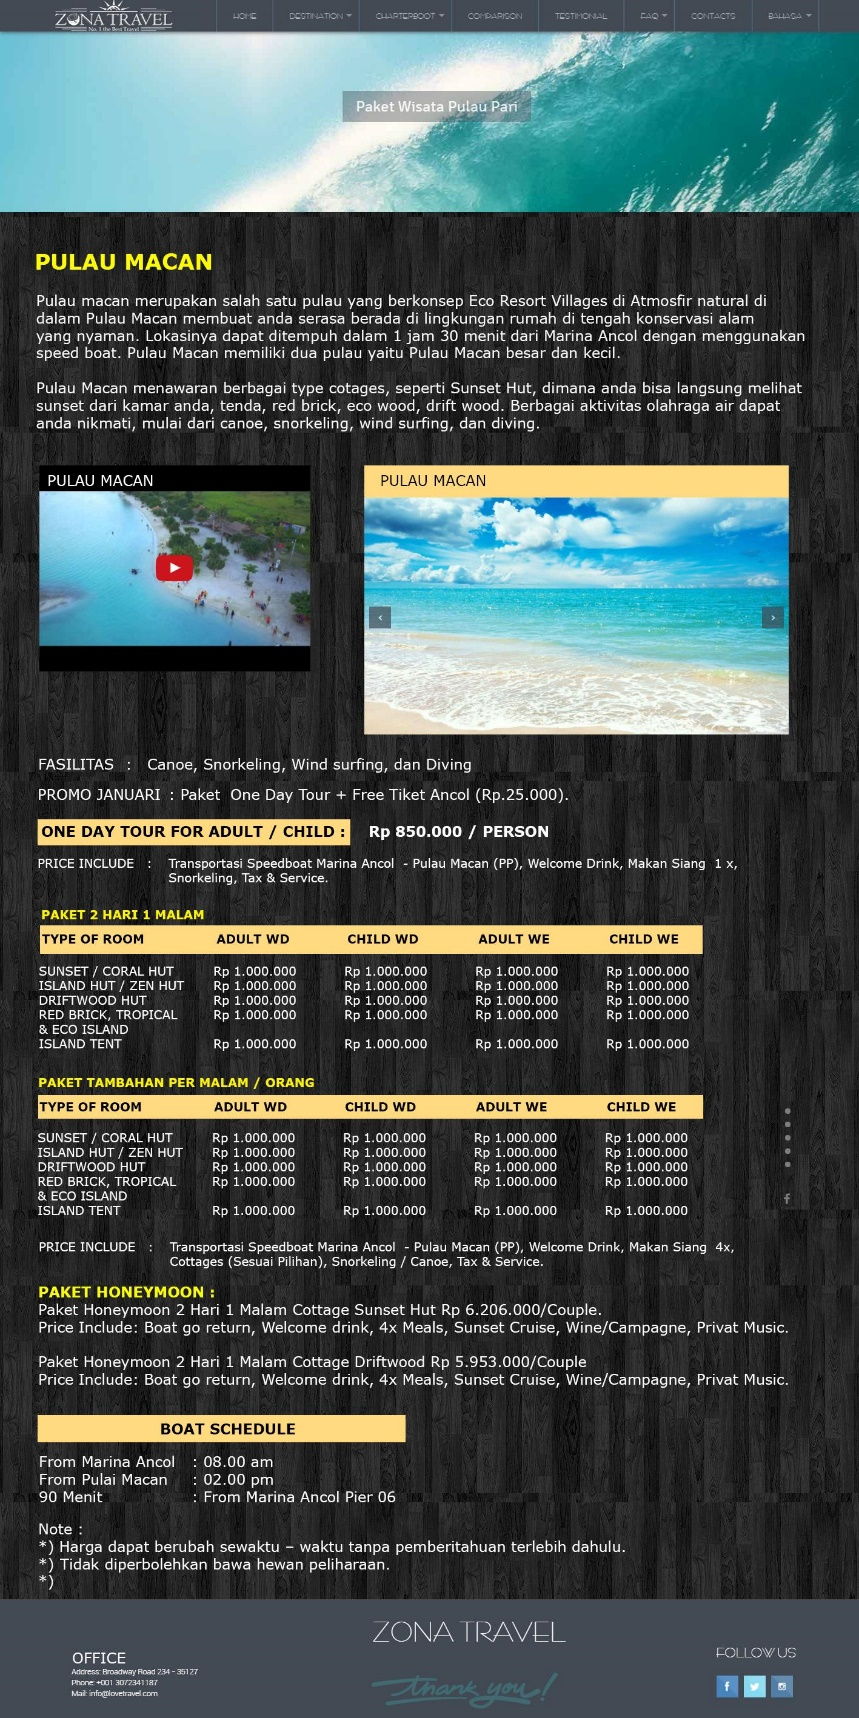 ZONA TRAVEL
No. 1 the Best Travel
HOME DESTINATION CHARTERBOOT COMPARISON TESTIMONIAL FAQ CONTACTS BAHASA
Paket Wisata Pulau Pari
PULAU MACAN
Pulau macan merupakan salah satu pulau yang berkonsep Eco Resort Villages di Atmosfir natural di
dalam Pulau Macan membuat anda serasa berada di lingkungan rumah di tengah konservasi alam
yang nyaman. Lokasinya dapat ditempuh dalam 1 jam 30 menit dari Marina Ancol dengan menggunakan
speed boat. Pulau Macan memiliki dua pulau yaitu Pulau Macan besar dan kecil.
Pulau Macan menawaran berbagai type cotages, seperti Sunset Hut, dimana anda bisa langsung melihat
sunset dari kamar anda, tenda, red brick, eco wood, drift wood. Berbagai aktivitas olahraga air dapat
anda nikmati, mulai dari canoe, snorkeling, wind surfing, dan diving.
PULAU MACAN
PULAU MACAN
FASILITAS : Canoe, Snorkeling, Wind surfing, dan Diving
PROMO JANUARI : Paket One Day Tour + Free Tiket Ancol (Rp.25.000).
ONE DAY TOUR FOR ADULT / CHILD : Rp 850.000 / PERSON
PRICE INCLUDE : Transportasi Speedboat Marina Ancol - Pulau Macan (PP), Welcome Drink, Makan Siang 1 x,
Snorkeling, Tax & Service.
PAKET 2 HARI 1 MALAM
TYPE OF ROOM ADULT WD CHILD WD ADULT WE CHILD WE
SUNSET / CORAL HUT Rp 1.000.000 Rp 1.000.000 Rp 1.000.000 Rp 1.000.000
ISLAND HUT / ZEN HUT Rp 1.000.000 Rp 1.000.000 Rp 1.000.000 Rp 1.000.000
DRIFTWOOD HUT Rp 1.000.000 Rp 1.000.000 Rp 1.000.000 Rp 1.000.000
RED BRICK, TROPICAL Rp 1.000.000 Rp 1.000.000 Rp 1.000.000 Rp 1.000.000
& ECO ISLAND
ISLAND TENT Rp 1.000.000 Rp 1.000.000 Rp 1.000.000 Rp 1.000.000
PAKET TAMBAHAN PER MALAM / ORANG
TYPE OF ROOM ADULT WD CHILD WD ADULT WE CHILD WE
SUNSET / CORAL HUT Rp 1.000.000 Rp 1.000.000 Rp 1.000.000 Rp 1.000.000
ISLAND HUT / ZEN HUT Rp 1.000.000 Rp 1.000.000 Rp 1.000.000 Rp 1.000.000
DRIFTWOOD HUT Rp 1.000.000 Rp 1.000.000 Rp 1.000.000 Rp 1.000.000
RED BRICK, TROPICAL Rp 1.000.000 Rp 1.000.000 Rp 1.000.000 Rp 1.000.000
& ECO ISLAND
ISLAND TENT Rp 1.000.000 Rp 1.000.000 Rp 1.000.000 Rp 1.000.000
PRICE INCLUDE : Transportasi Speedboat Marina Ancol - Pulau Macan (PP), Welcome Drink, Makan Siang 4x,
Cottages (Sesuai Pilihan), Snorkeling / Canoe, Tax & Service.
PAKET HONEYMOON :
Paket Honeymoon 2 Hari 1 Malam Cottage Sunset Hut Rp 6.206.000/Couple.
Price Include: Boat go return, Welcome drink, 4x Meals, Sunset Cruise, Wine/Campagne, Privat Music.
Paket Honeymoon 2 Hari 1 Malam Cottage Driftwood Rp 5.953.000/Couple
Price Include: Boat go return, Welcome drink, 4x Meals, Sunset Cruise, Wine/Campagne, Privat Music.
BOAT SCHEDULE
From Marina Ancol : 08.00 am
From Pulai Macan : 02.00 pm
90 Menit : From Marina Ancol Pier 06
Note :
*) Harga dapat berubah sewaktu – waktu tanpa pemberitahuan terlebih dahulu.
*) Tidak diperbolehkan bawa hewan peliharaan.
*)
ZONA TRAVEL
thank you!
OFFICE
Address: Broadway Road 234 - 35127
Phone: +001 3072341187
Mail: info@lovetravel.com
FOLLOW US